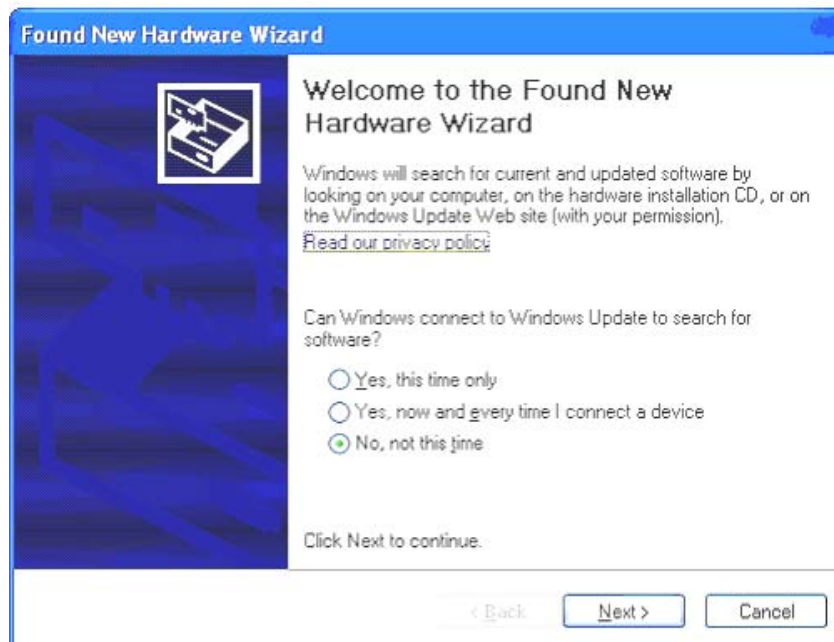 Found New Hardware Wizard
Welcome to the Found New
Hardware Wizard
Windows will search for current and updated software by
looking on your computer, on the hardware installation CD, or on
the Windows Update Web site (with your permission).
Read our privacy policy
Can Windows connect to Windows Update to search for
software?
Yes, this time only
Yes, now and every time I connect a device
No, not this time
Click Next to continue.
< Back Next > Cancel